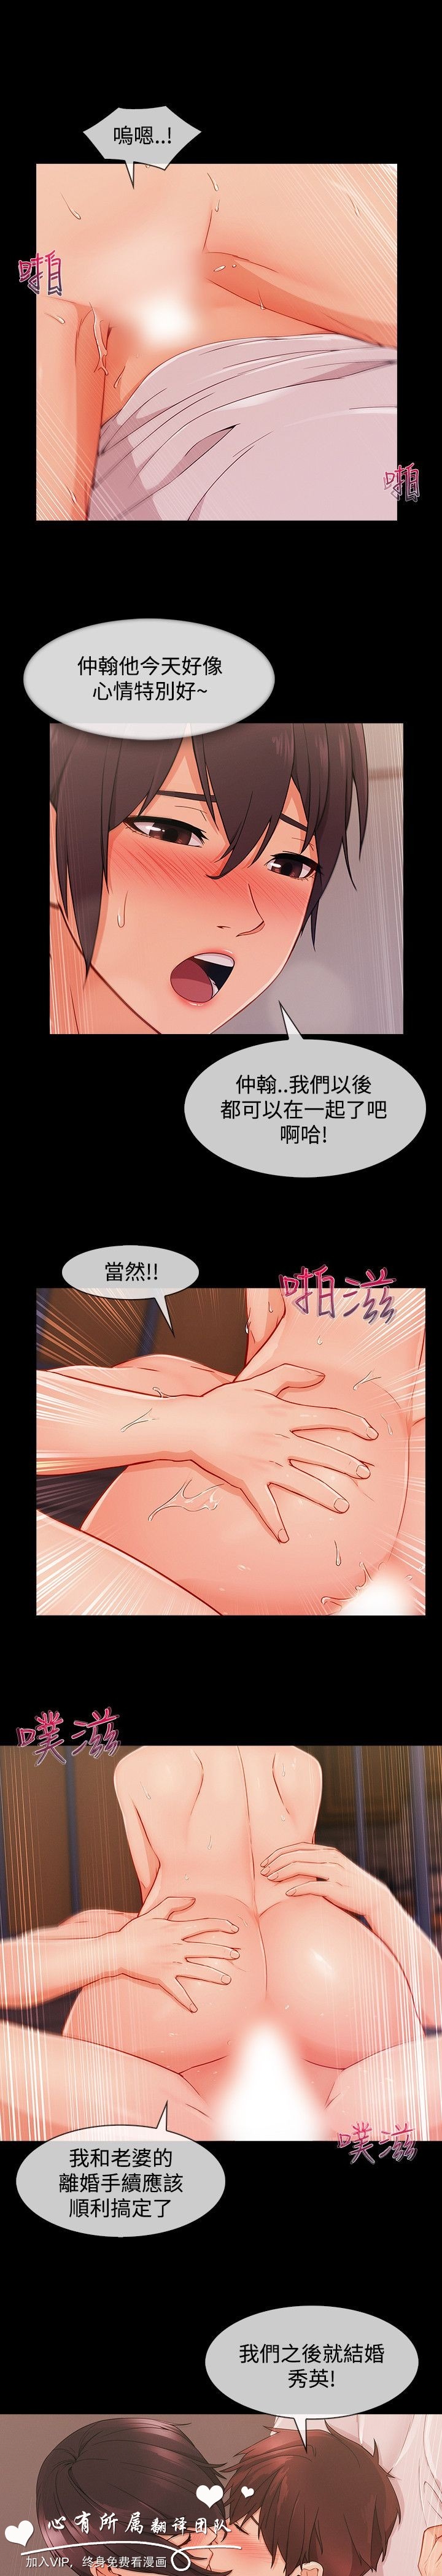 嗚嗯..!
啪
啪
仲翰他今天好像
心情特別好~
仲翰..我們以後
都可以在一起了吧
啊哈!
當然!!
啪滋
噗滋
噗滋
我和老婆的
離婚手續應該
順利搞定了
我們之後就結婚
秀英!
心有所属翻译团队
加入VIP，终身免费看漫画